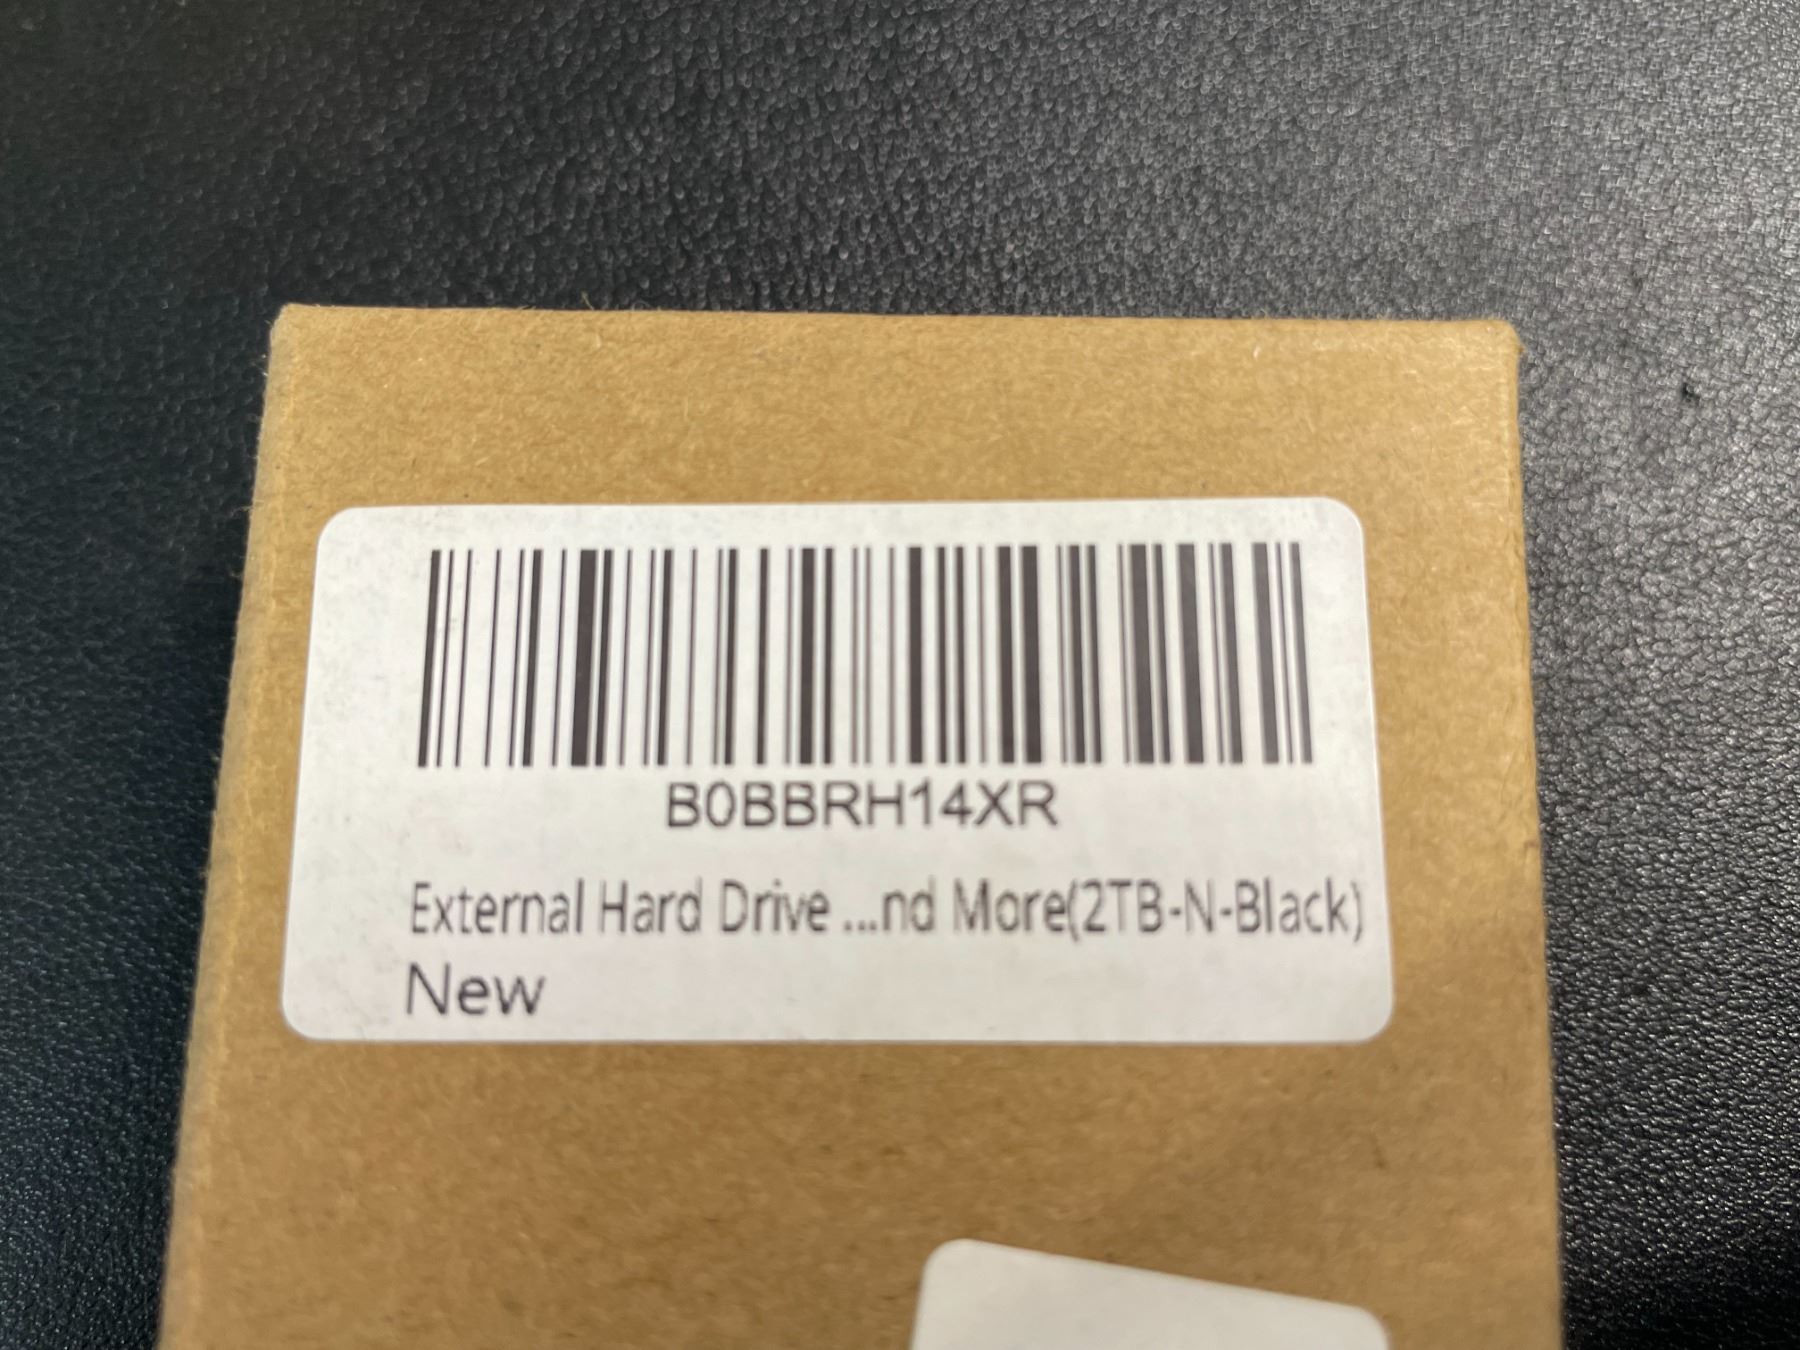 B0BBRH14XR
External Hard Drive ...nd More(2TB-N-Black)
New